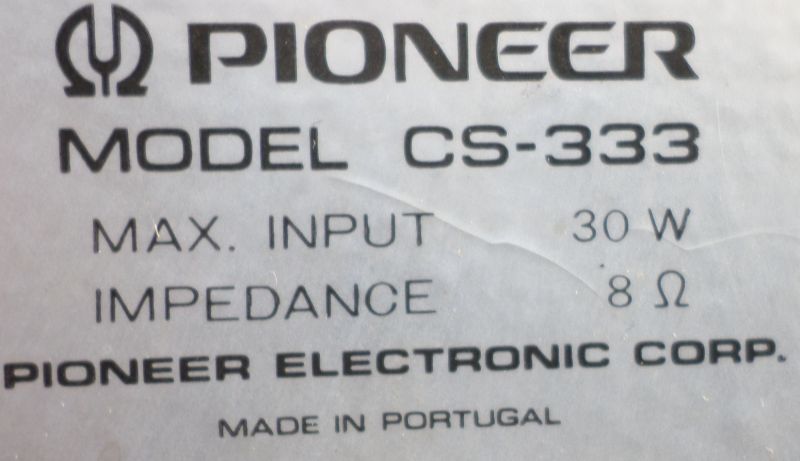 PIONEER
MODEL CS-333
MAX. INPUT 30 W
IMPEDANCE 8 Ω
PIONEER ELECTRONIC CORP.
MADE IN PORTUGAL